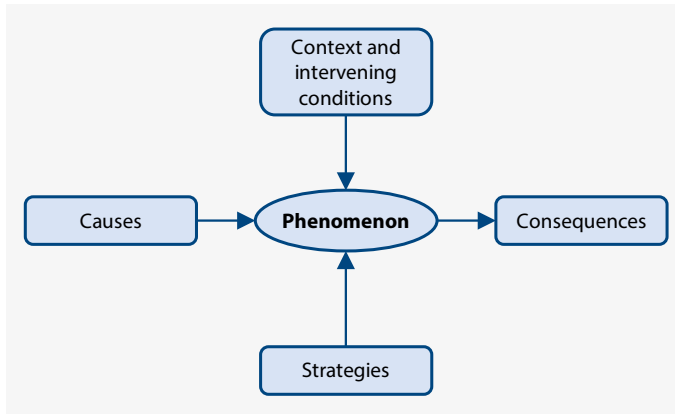 Context and
intervening
conditions
Causes
Phenomenon
Consequences
Strategies